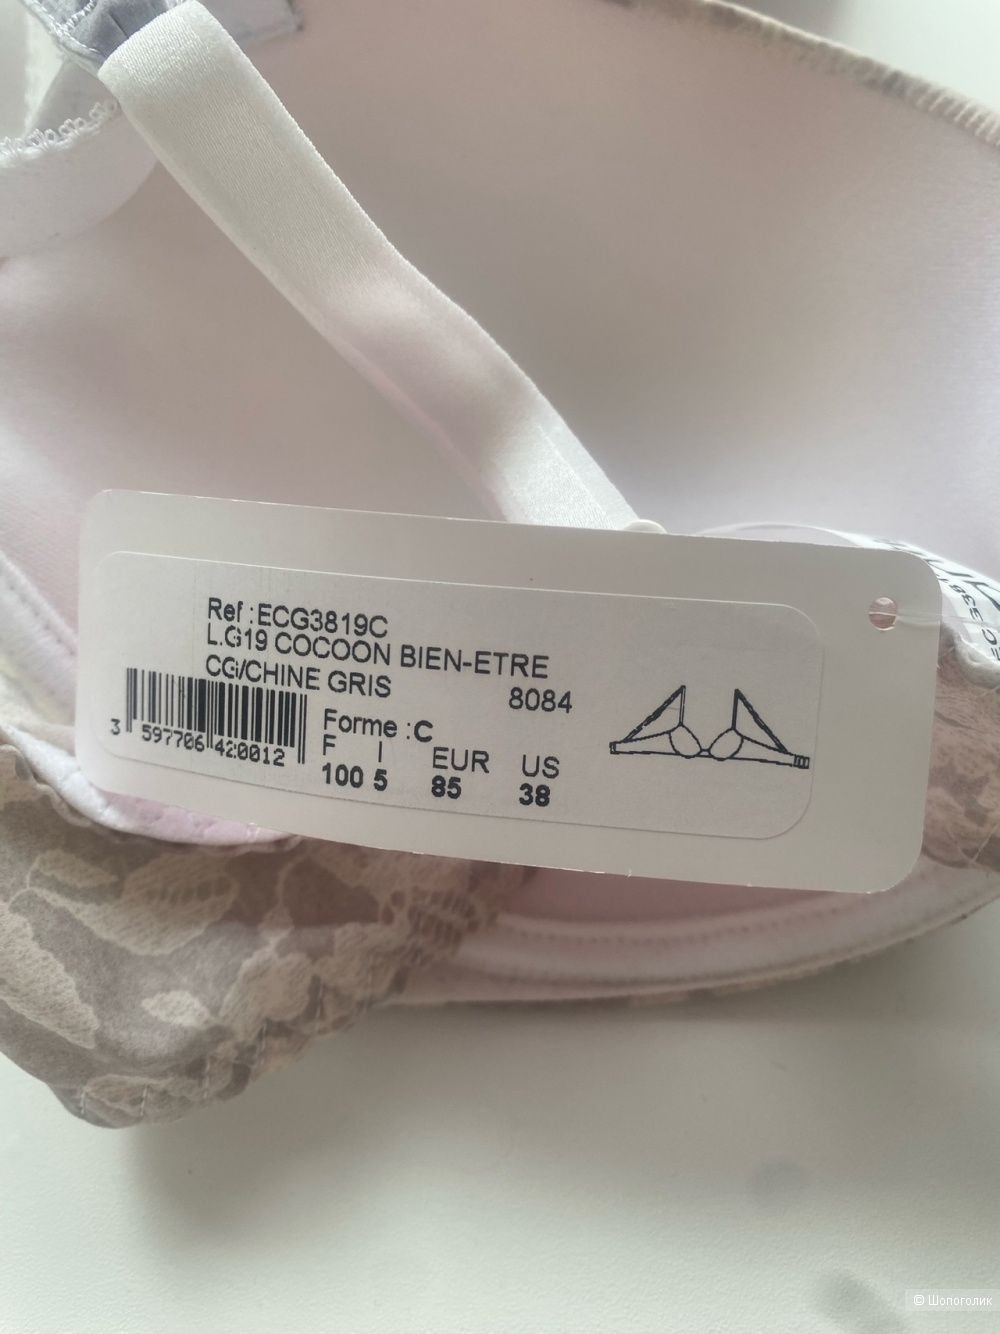 Ref :ECG3819C
L.G19 COCOON BIEN-ETRE
CG/CHINE GRIS
8084
Forme :C
F I EUR US
100 5 85 38
3 597706 420012
© Шопоголик